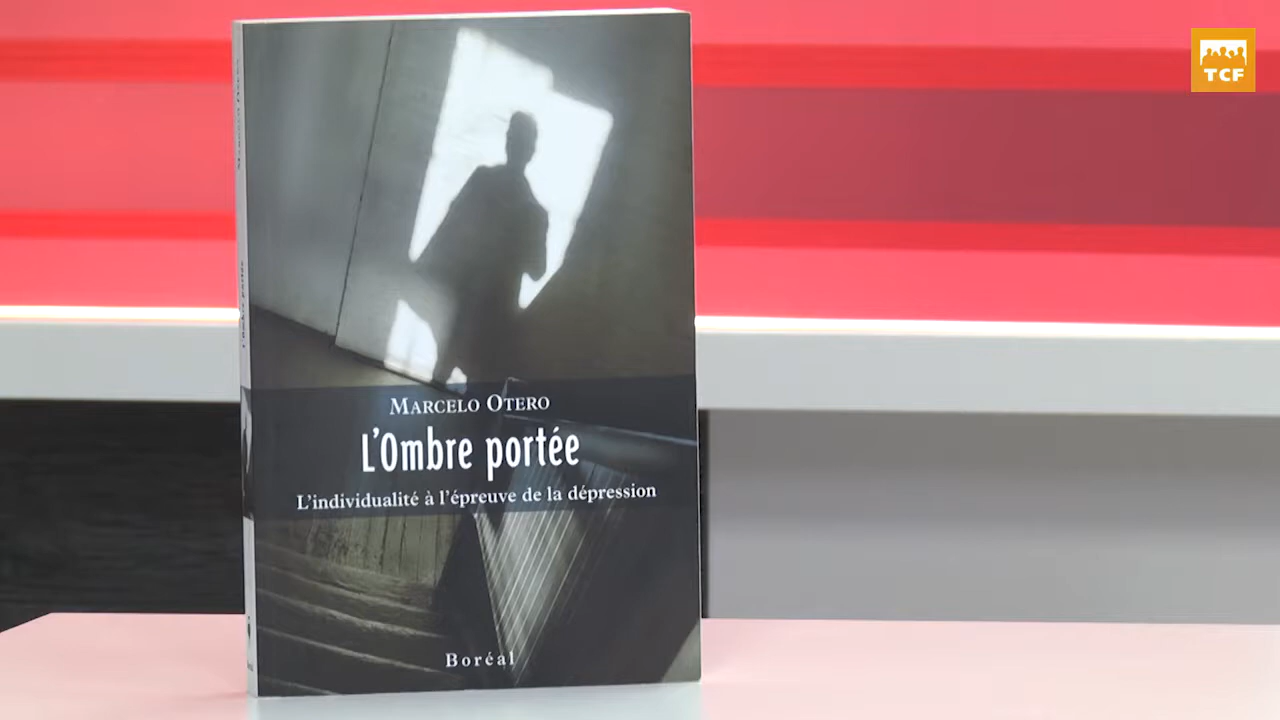 TCF
MARCELO OTERO
L'Ombre portée
L'individualité à l'épreuve de la dépression
Boréal